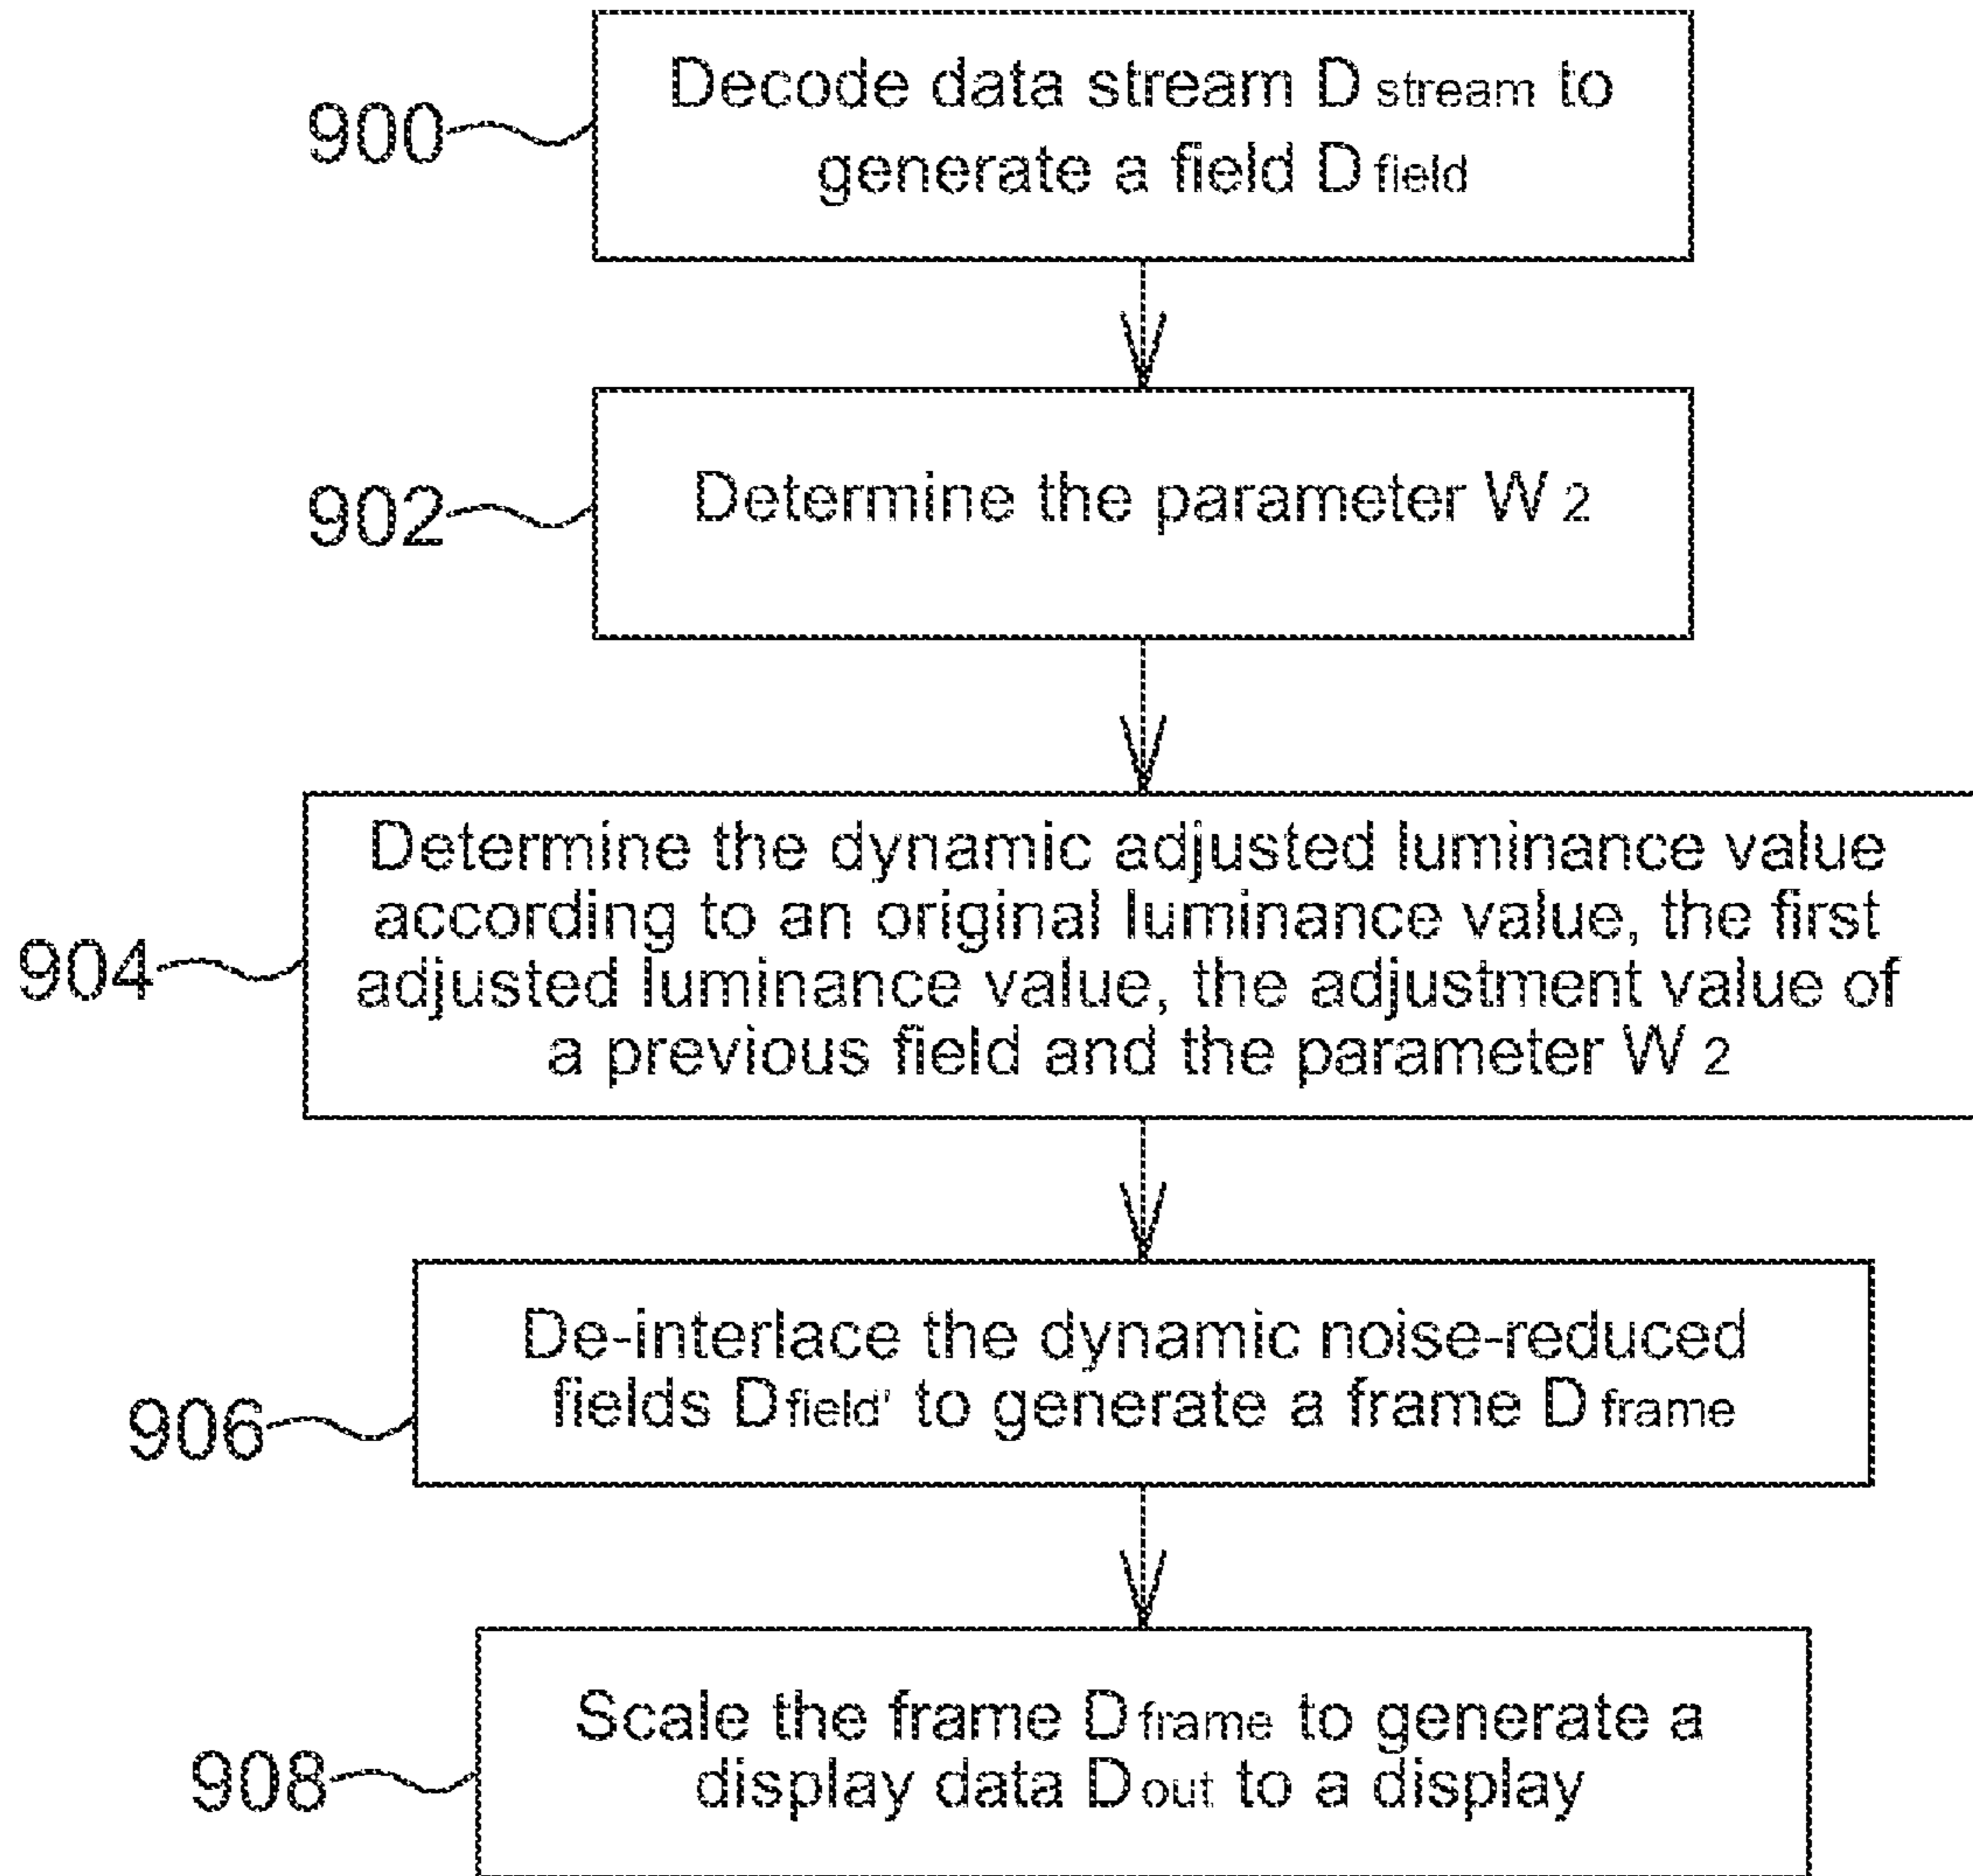 900
Decode data stream D stream to
generate a field D field
902
Determine the parameter W 2
904
Determine the dynamic adjusted luminance value
according to an original luminance value, the first
adjusted luminance value, the adjustment value of
a previous field and the parameter W 2
906
De-interlace the dynamic noise-reduced
fields D field' to generate a frame D frame
908
Scale the frame D frame to generate a
display data D out to a display